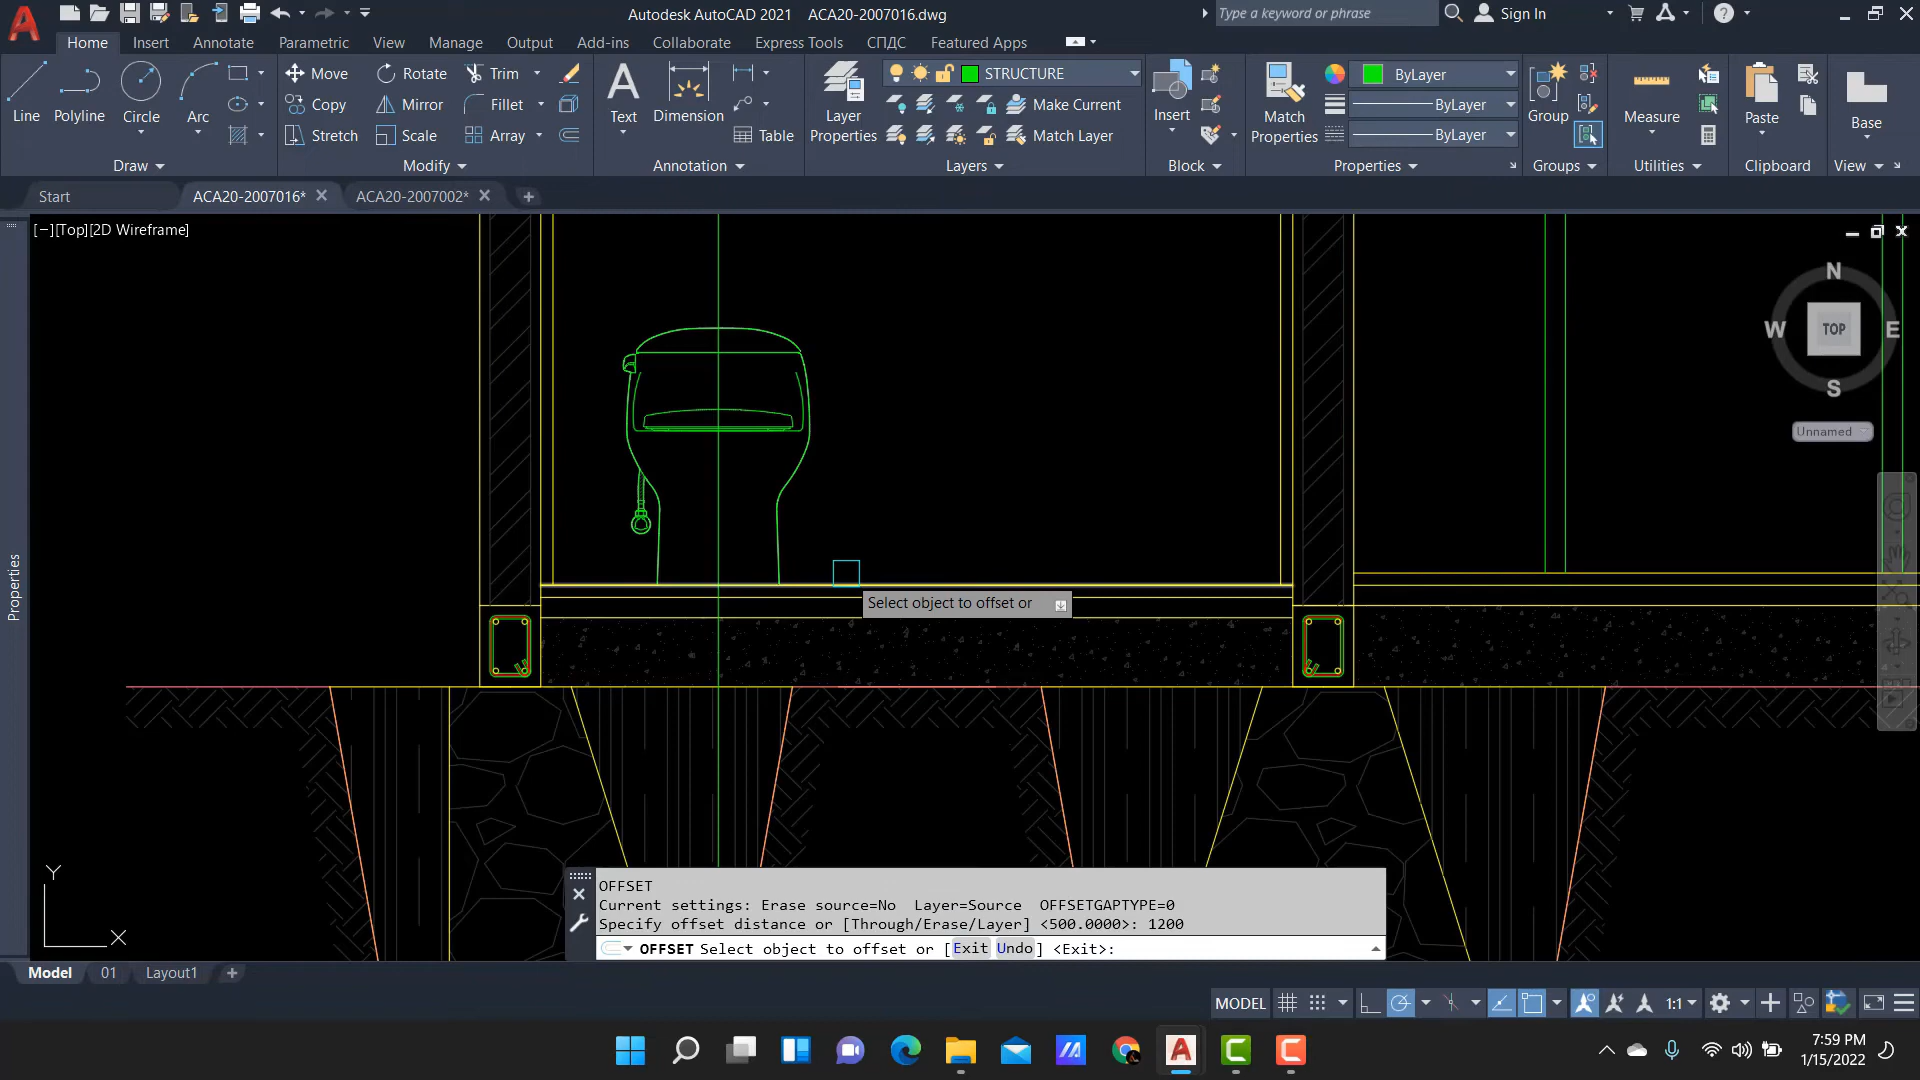 Autodesk AutoCAD 2021 ACA20-2007016.dwg
Type a keyword or phrase
Sign In
Home Insert Annotate Parametric View Manage Output Add-ins Collaborate Express Tools СПДС Featured Apps
Line Polyline Circle Arc
Draw
Move Rotate Trim
Copy Mirror Fillet
Stretch Scale Array
Modify
Text Dimension Table
Annotation
Layer Properties
STRUCTURE
Make Current
Match Layer
Layers
Insert
Block
Match Properties
ByLayer
ByLayer
ByLayer
Properties
Group
Groups
Measure
Utilities
Paste
Clipboard
Base
View
Start ACA20-2007016* ACA20-2007002*
[−][Top][2D Wireframe]
N
W TOP E
S
Unnamed
Properties
Select object to offset or
Y
X
OFFSET
Current settings: Erase source=No Layer=Source OFFSETGAPTYPE=0
Specify offset distance or [Through/Erase/Layer] <500.0000>: 1200
OFFSET Select object to offset or [Exit Undo] <Exit>:
Model 01 Layout1
MODEL 1:1
7:59 PM
1/15/2022